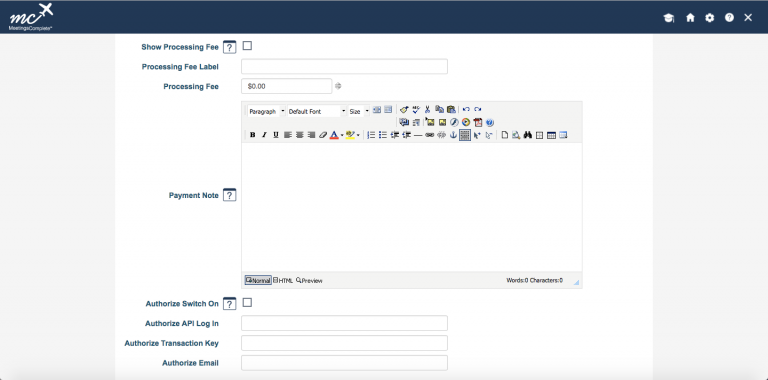 mc
MeetingsComplete
?
Show Processing Fee ?
Processing Fee Label
Processing Fee $0.00
Paragraph Default Font Size
B I U A
Payment Note ?
Normal HTML Preview Words:0 Characters:0
Authorize Switch On ?
Authorize API Log In
Authorize Transaction Key
Authorize Email